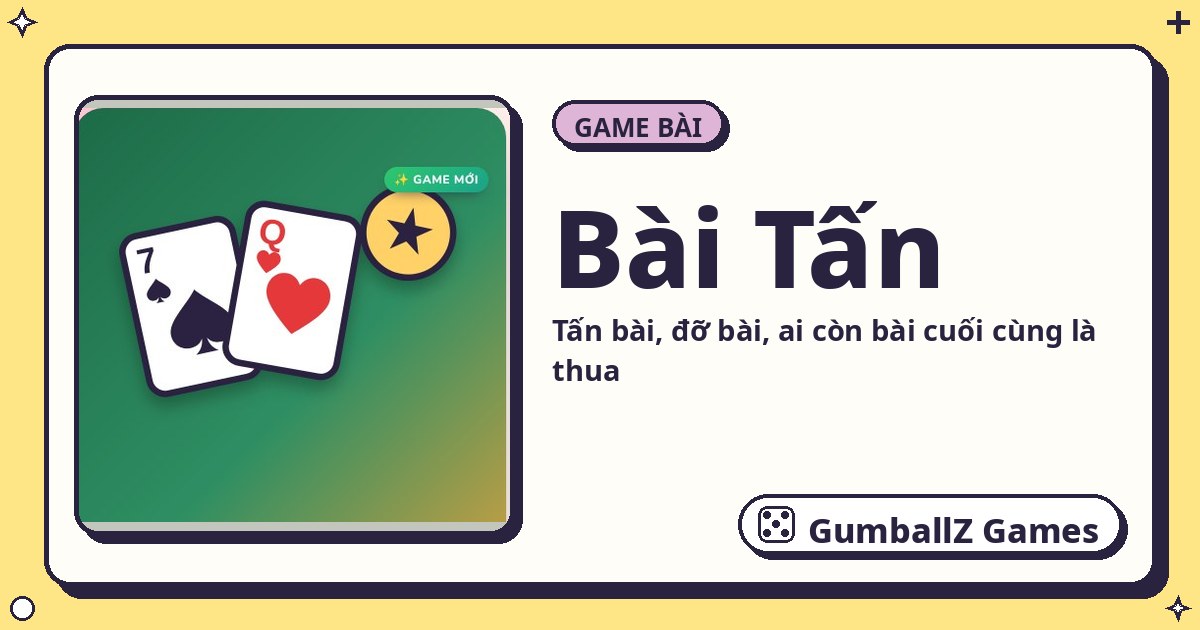 GAME BÀI
✨ GAME MỚI
7
Q
Bài Tấn
Tấn bài, đỡ bài, ai còn bài cuối cùng là
thua
GumballZ Games